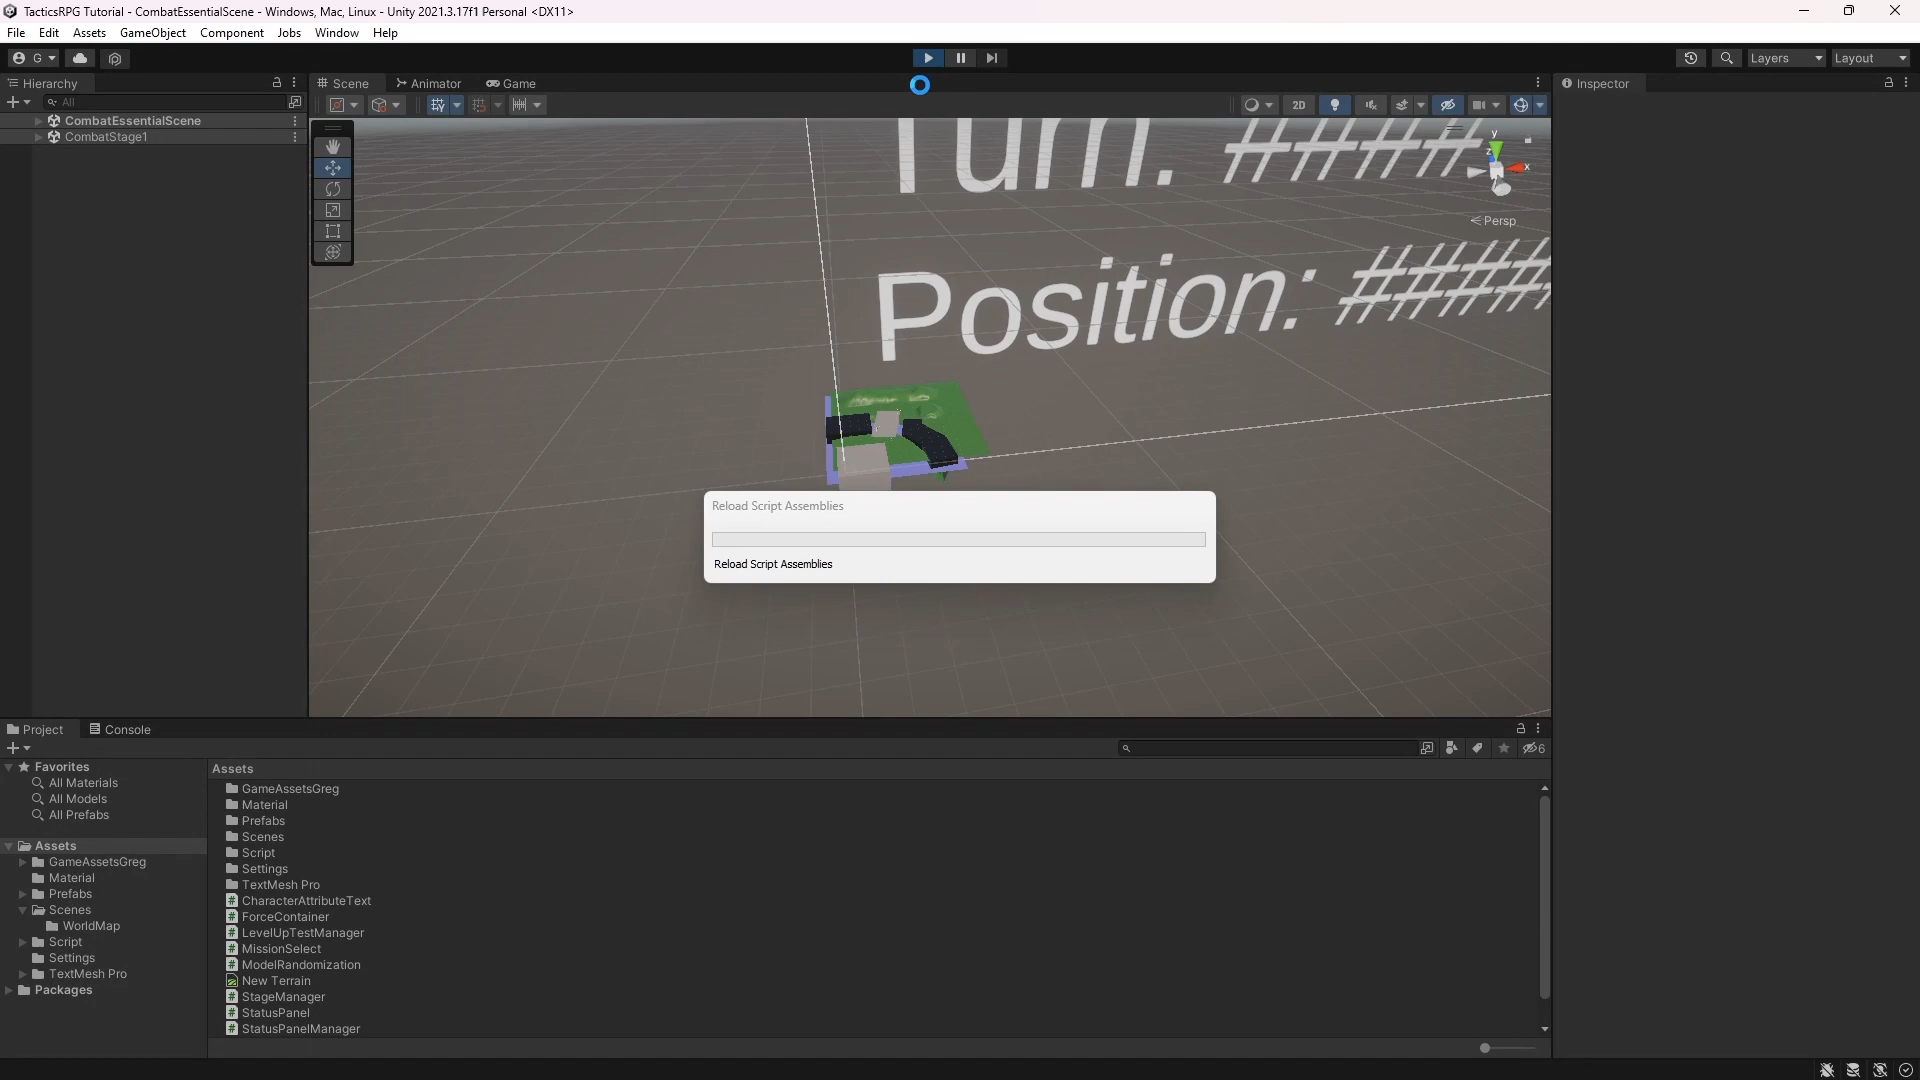 TacticsRPG Tutorial - CombatEssentialScene - Windows, Mac, Linux - Unity 2021.3.17f1 Personal <DX11>
File Edit Assets GameObject Component Jobs Window Help
G Layers Layout
Hierarchy
All
CombatEssentialScene
CombatStage1
Scene Animator Game
2D
Turn: #####
Position: #####
y
z
x
Persp
Reload Script Assemblies
Reload Script Assemblies
Inspector
Project Console
6
Favorites
All Materials
All Models
All Prefabs
Assets
GameAssetsGreg
Material
Prefabs
Scenes
WorldMap
Script
Settings
TextMesh Pro
Packages
Assets
GameAssetsGreg
Material
Prefabs
Scenes
Script
Settings
TextMesh Pro
CharacterAttributeText
ForceContainer
LevelUpTestManager
MissionSelect
ModelRandomization
New Terrain
StageManager
StatusPanel
StatusPanelManager